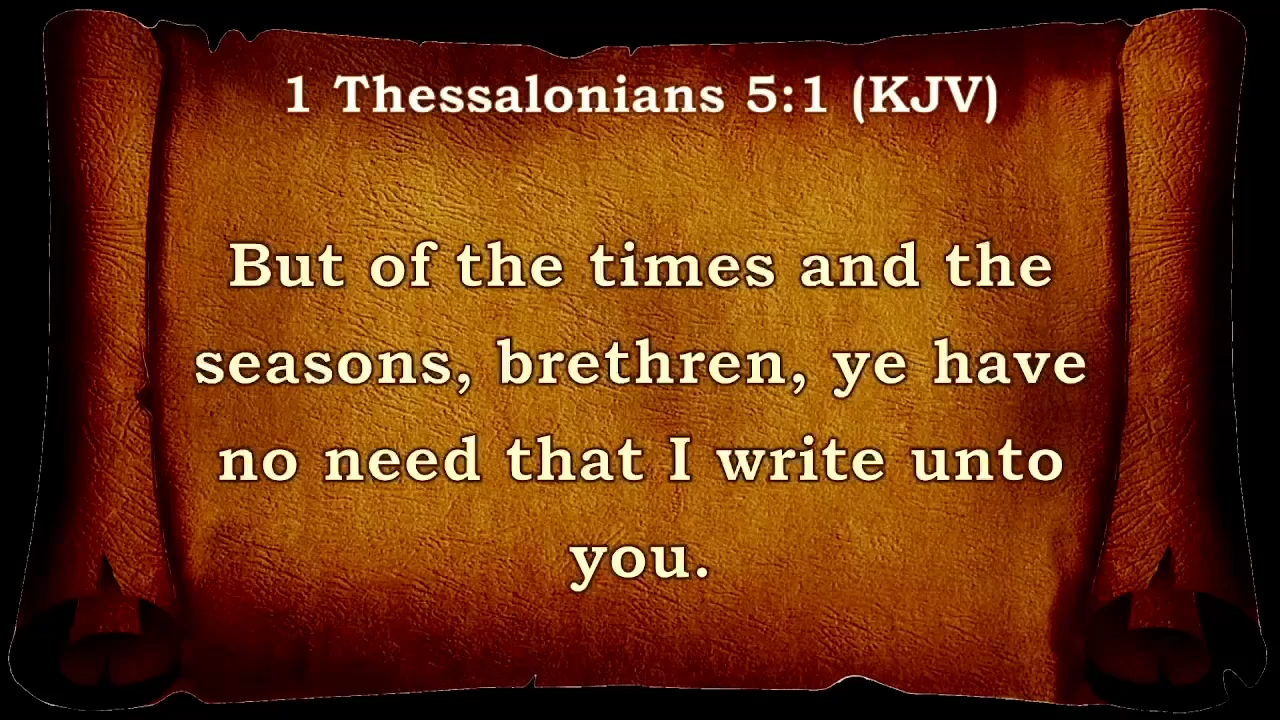 1 Thessalonians 5:1 (KJV)
But of the times and the
seasons, brethren, ye have
no need that I write unto
you.